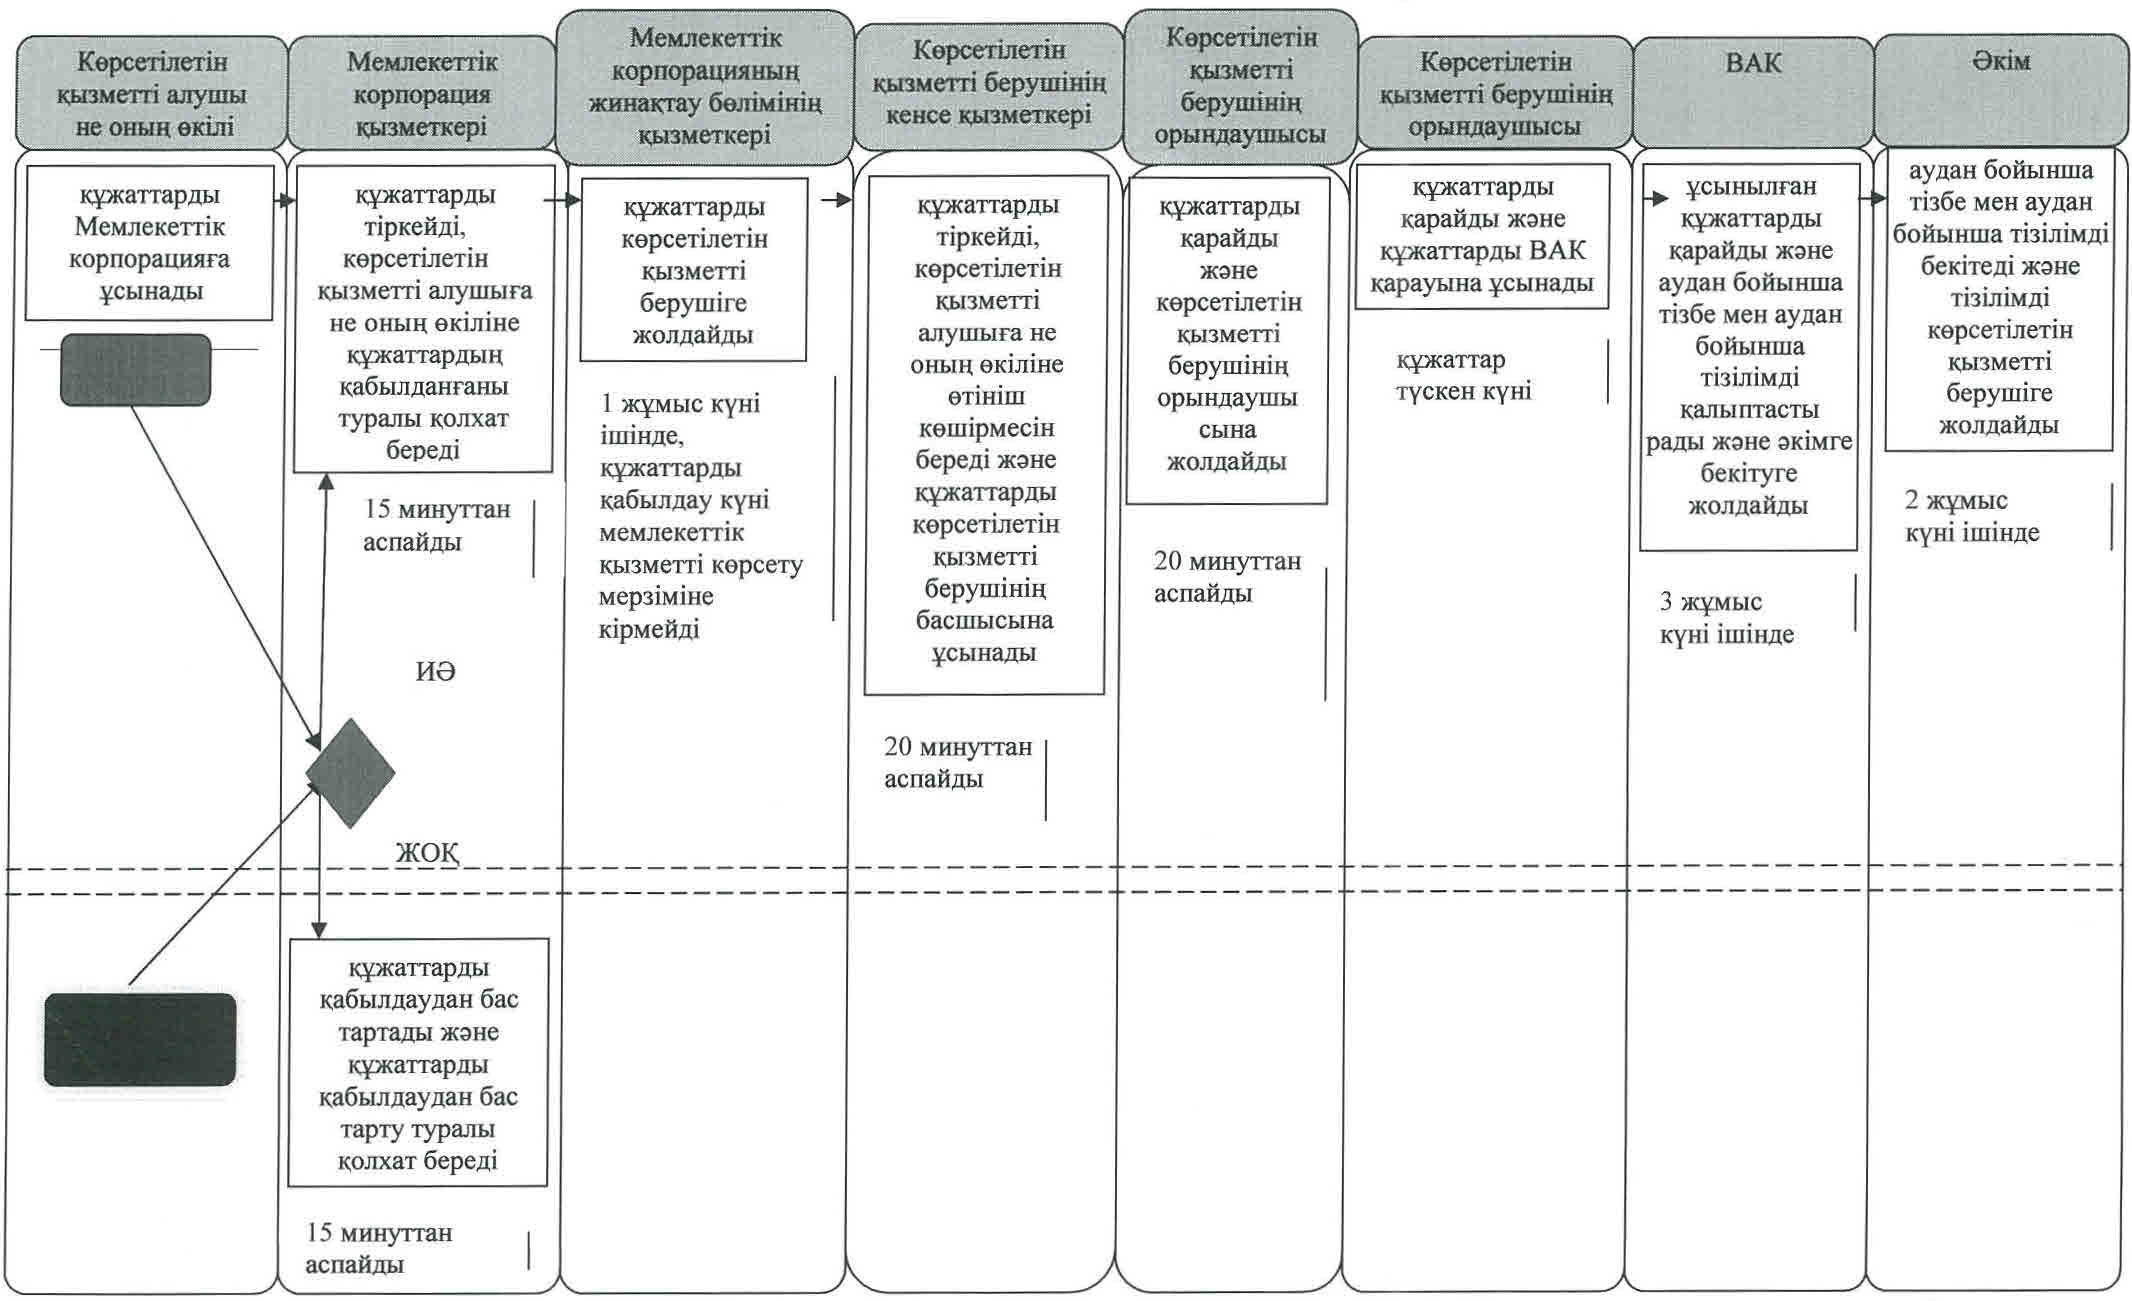 Көрсетілетін
қызметті алушы
не оның өкілі
Мемлекеттік
корпорация
қызметкері
Мемлекеттік
корпорацияның
жинақтау бөлімінің
қызметкері
Көрсетілетін
қызметті берушінің
кенсе қызметкері
Көрсетілетін
қызметті
берушінің
орындаушысы
Көрсетілетін
қызметті берушінің
орындаушысы
ВАК
Әкім
құжаттарды
Мемлекеттік
корпорацияға
ұсынады
құжаттарды
тіркейді,
көрсетілетін
қызметті алушыға
не оның өкіліне
құжаттардың
қабылданғаны
туралы қолхат
береді
15 минуттан
аспайды
ИӘ
ЖОҚ
құжаттарды
қабылдаудан бас
тартады және
құжаттарды
қабылдаудан бас
тарту туралы
қолхат береді
15 минуттан
аспайды
құжаттарды
көрсетілетін
қызметті
берушіге
жолдайды
1 жұмыс күні
ішінде,
құжаттарды
қабылдау күні
мемлекеттік
қызметті көрсету
мерзіміне
кірмейді
құжаттарды
тіркейді,
көрсетілетін
қызметті
алушыға не
оның өкіліне
өтініш
көшірмесін
береді және
құжаттарды
көрсетілетін
қызметті
берушінің
басшысына
ұсынады
20 минуттан
аспайды
құжаттарды
қарайды
және
көрсетілетін
қызметті
берушінің
орындаушы
сына
жолдайды
20 минуттан
аспайды
құжаттарды
қарайды және
құжаттарды ВАК
қарауына ұсынады
құжаттар
түскен күні
ұсынылған
құжаттарды
қарайды және
аудан бойынша
тізбе мен аудан
бойынша
тізілімді
қалыптасты
рады және әкімге
бекітуге
жолдайды
3 жұмыс
күні ішінде
аудан бойынша
тізбе мен аудан
бойынша тізілімді
бекітеді және
тізілімді
көрсетілетін
қызметті
берушіге
жолдайды
2 жұмыс
күні ішінде